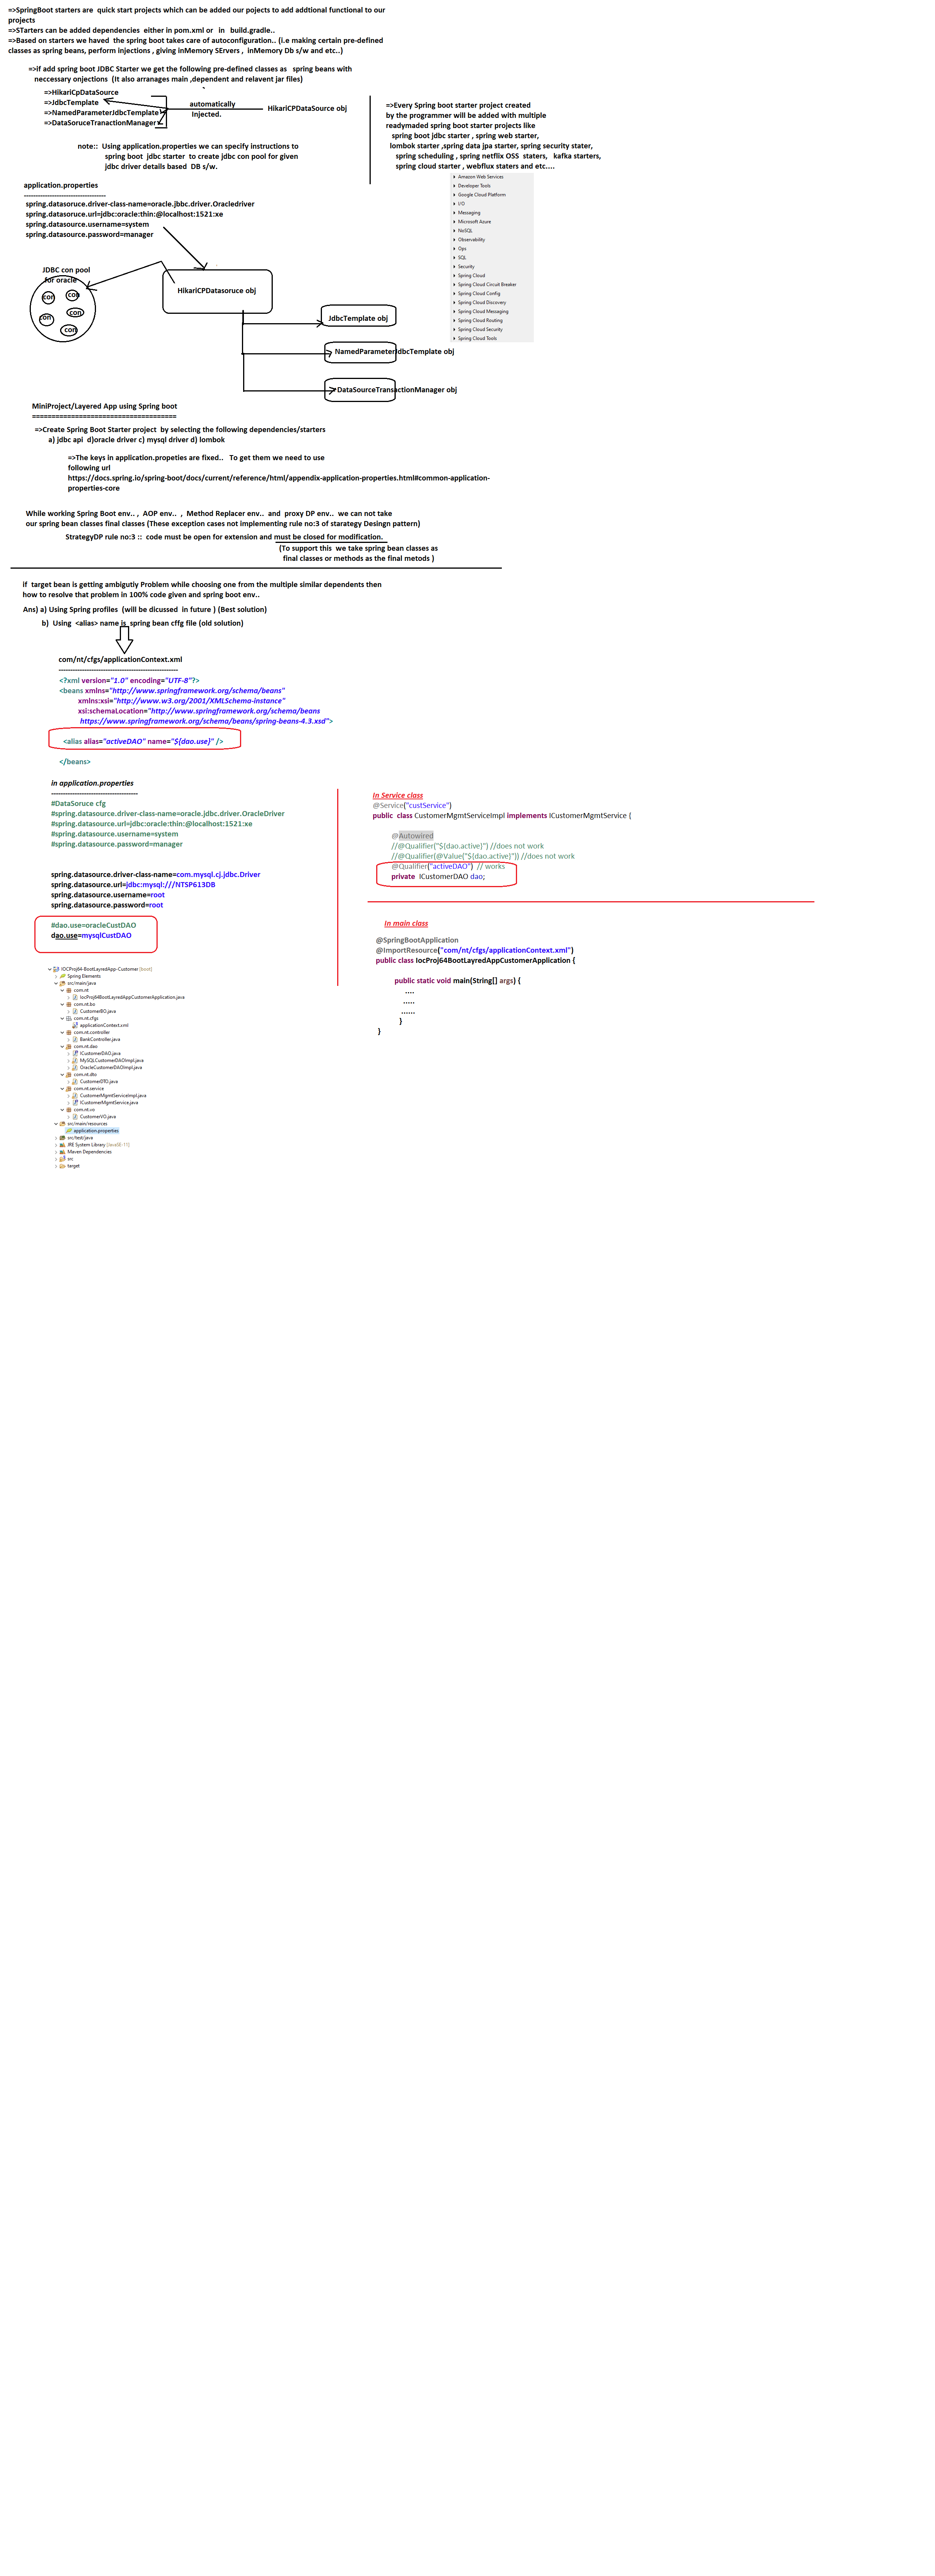 =>SpringBoot starters are  quick start projects which can be added our pojects to add addtional functional to our
projects
=>STarters can be added dependencies  either in pom.xml or  in  build.gradle..
=>Based on starters we haved  the spring boot takes care of autoconfiguration.. (i.e making certain pre-defined
classes as spring beans, perform injections , giving inMemory SErvers ,  inMemory Db s/w and etc..)
=>if add spring boot JDBC Starter we get the following pre-defined classes as  spring beans with
neccessary onjections  (It also arranages main ,dependent and relavent jar files)
=>HikariCpDataSource
=>JdbcTemplate
=>NamedParameterJdbcTemplate
=>DataSoruceTranactionManager
automatically
Injected.
HikariCPDataSource obj
note::  Using application.properties we can specify instructions to
spring boot  jdbc starter  to create jdbc con pool for given
jdbc driver details based  DB s/w.
=>Every Spring boot starter project created
by the programmer will be added with multiple
readymaded spring boot starter projects like
spring boot jdbc starter , spring web starter,
lombok starter ,spring data jpa starter, spring security stater,
spring scheduling , spring netflix OSS  staters,  kafka starters,
spring cloud starter , webflux staters and etc....
Amazon Web Services
Developer Tools
Google Cloud Platform
I/O
Messaging
Microsoft Azure
NoSQL
Observability
Ops
SQL
Security
Spring Cloud
Spring Cloud Circuit Breaker
Spring Cloud Config
Spring Cloud Discovery
Spring Cloud Messaging
Spring Cloud Routing
Spring Cloud Security
Spring Cloud Tools
application.properties
-----------------------------------
spring.datasoruce.driver-class-name=oracle.jbbc.driver.Oracledriver
spring.datasource.url=jdbc:oracle:thin:@localhost:1521:xe
spring.datasource.username=system
spring.datasource.password=manager
JDBC con pool
for oracle
con
con
con
con
con
HikariCPDatasoruce obj
JdbcTemplate obj
NamedParameterJdbcTemplate obj
DataSourceTransactionManager obj
MiniProject/Layered App using Spring boot
=====================================
=>Create Spring Boot Starter project  by selecting the following dependencies/starters
a) jdbc api  d)oracle driver c) mysql driver d) lombok
=>The keys in application.propeties are fixed..  To get them we need to use
following url
https://docs.spring.io/spring-boot/docs/current/reference/html/appendix-application-properties.html#common-application-
properties-core
While working Spring Boot env.. ,  AOP env..  ,  Method Replacer env..  and  proxy DP env..  we can not take
our spring bean classes final classes (These exception cases not implementing rule no:3 of starategy Desingn pattern)
StrategyDP rule no:3 ::  code must be open for extension and must be closed for modification.
(To support this  we take spring bean classes as
final classes or methods as the final metods )
if  target bean is getting ambigutiy Problem while choosing one from the multiple similar dependents then
how to resolve that problem in 100% code given and spring boot env..
Ans) a) Using Spring profiles  (will be dicussed  in future ) (Best solution)
b)  Using  <alias> name is  spring bean cffg file (old solution)
com/nt/cfgs/applicationContext.xml
---------------------------------------------------
<?xml version="1.0" encoding="UTF-8"?>
<beans xmlns="http://www.springframework.org/schema/beans"
xmlns:xsi="http://www.w3.org/2001/XMLSchema-instance"
xsi:schemaLocation="http://www.springframework.org/schema/beans
https://www.springframework.org/schema/beans/spring-beans-4.3.xsd">
<alias alias="activeDAO" name="${dao.use}" />
</beans>
in application.properties
-------------------------------------
#DataSoruce cfg
#spring.datasource.driver-class-name=oracle.jdbc.driver.OracleDriver
#spring.datasource.url=jdbc:oracle:thin:@localhost:1521:xe
#spring.datasource.username=system
#spring.datasource.password=manager
spring.datasource.driver-class-name=com.mysql.cj.jdbc.Driver
spring.datasource.url=jdbc:mysql:///NTSP613DB
spring.datasource.username=root
spring.datasource.password=root
#dao.use=oracleCustDAO
dao.use=mysqlCustDAO
In Service class
@Service("custService")
public  class CustomerMgmtServiceImpl implements ICustomerMgmtService {
@Autowired
//@Qualifier("${dao.active}") //does not work
//@Qualifier(@Value("${dao.active}")) //does not work
@Qualifier("activeDAO")  // works
private  ICustomerDAO dao;
In main class
@SpringBootApplication
@ImportResource("com/nt/cfgs/applicationContext.xml")
public class IocProj64BootLayredAppCustomerApplication {
public static void main(String[] args) {
....
.....
......
}
}
IOCProj64-BootLayredApp-Customer [boot]
Spring Elements
src/main/java
com.nt
IocProj64BootLayredAppCustomerApplication.java
com.nt.bo
CustomerBO.java
com.nt.cfgs
applicationContext.xml
com.nt.controller
BankController.java
com.nt.dao
ICustomerDAO.java
MySQLCustomerDAOImpl.java
OracleCustomerDAOImpl.java
com.nt.dto
CustomerDTO.java
com.nt.service
CustomerMgmtServiceImpl.java
ICustomerMgmtService.java
com.nt.vo
CustomerVO.java
src/main/resources
application.properties
src/test/java
JRE System Library [JavaSE-11]
Maven Dependencies
src
target